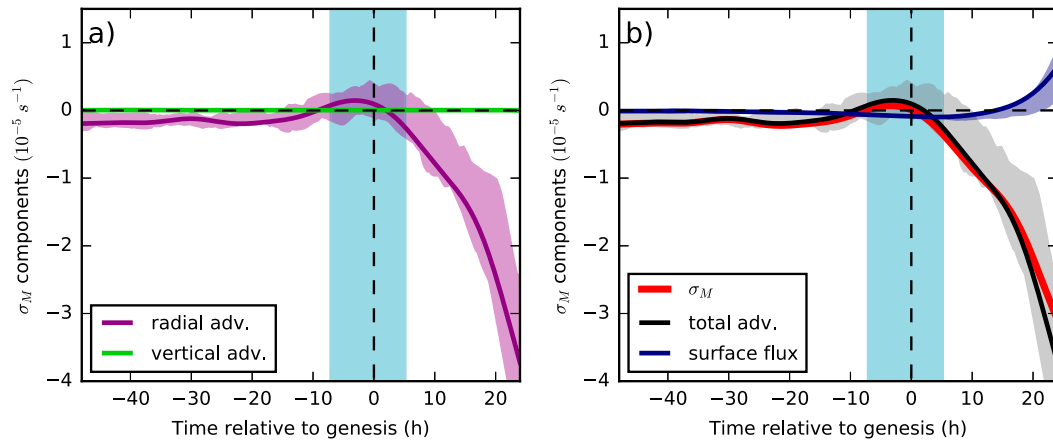 a)
1
0
−1
−2
−3
−4
σ_M components (10⁻⁵ s⁻¹)
radial adv.
vertical adv.
−40 −30 −20 −10 0 10 20
Time relative to genesis (h)
b)
1
0
−1
−2
−3
−4
σ_M components (10⁻⁵ s⁻¹)
σ_M
total adv.
surface flux
−40 −30 −20 −10 0 10 20
Time relative to genesis (h)